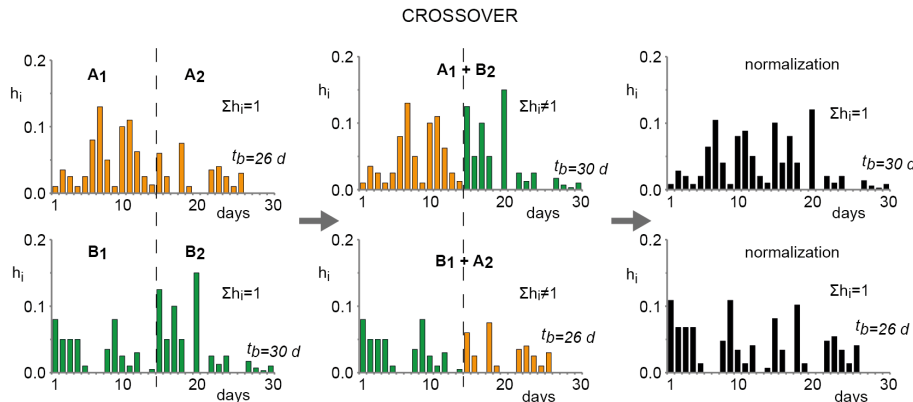 CROSSOVER
0.2
hi
0.1
0.0
A1
A2
Σhi=1
tb=26 d
1
10
20
30
days
0.2
hi
0.1
0.0
A1 + B2
Σhi≠1
tb=30 d
1
10
20
30
days
0.2
hi
0.1
0.0
normalization
Σhi=1
tb=30 d
1
10
20
30
days
0.2
hi
0.1
0.0
B1
B2
Σhi=1
tb=30 d
1
10
20
30
days
0.2
hi
0.1
0.0
B1 + A2
Σhi≠1
tb=26 d
1
10
20
30
days
0.2
hi
0.1
0.0
normalization
Σhi=1
tb=26 d
1
10
20
30
days